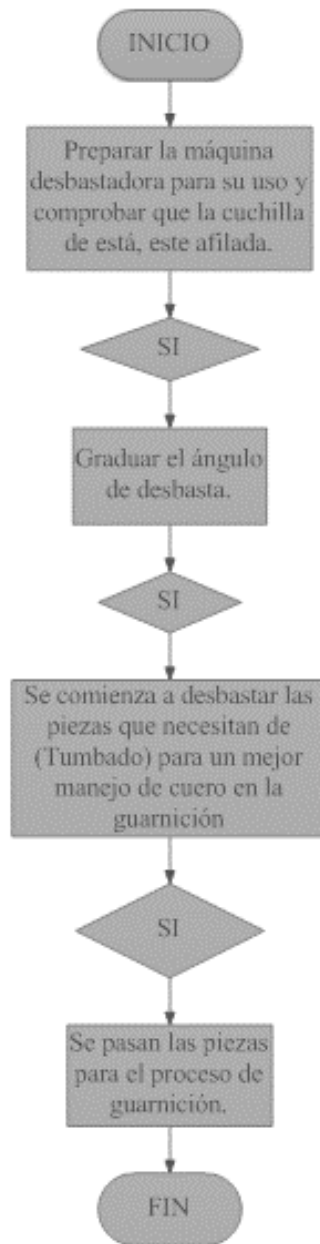 INICIO
Preparar la máquina
desbastadora para su uso y
comprobar que la cuchilla
de está, este afilada.
SI
Graduar el ángulo
de desbasta.
SI
Se comienza a desbastar las
piezas que necesitan de
(Tumbado) para un mejor
manejo de cuero en la
guarnición
SI
Se pasan las piezas
para el proceso de
guarnición.
FIN